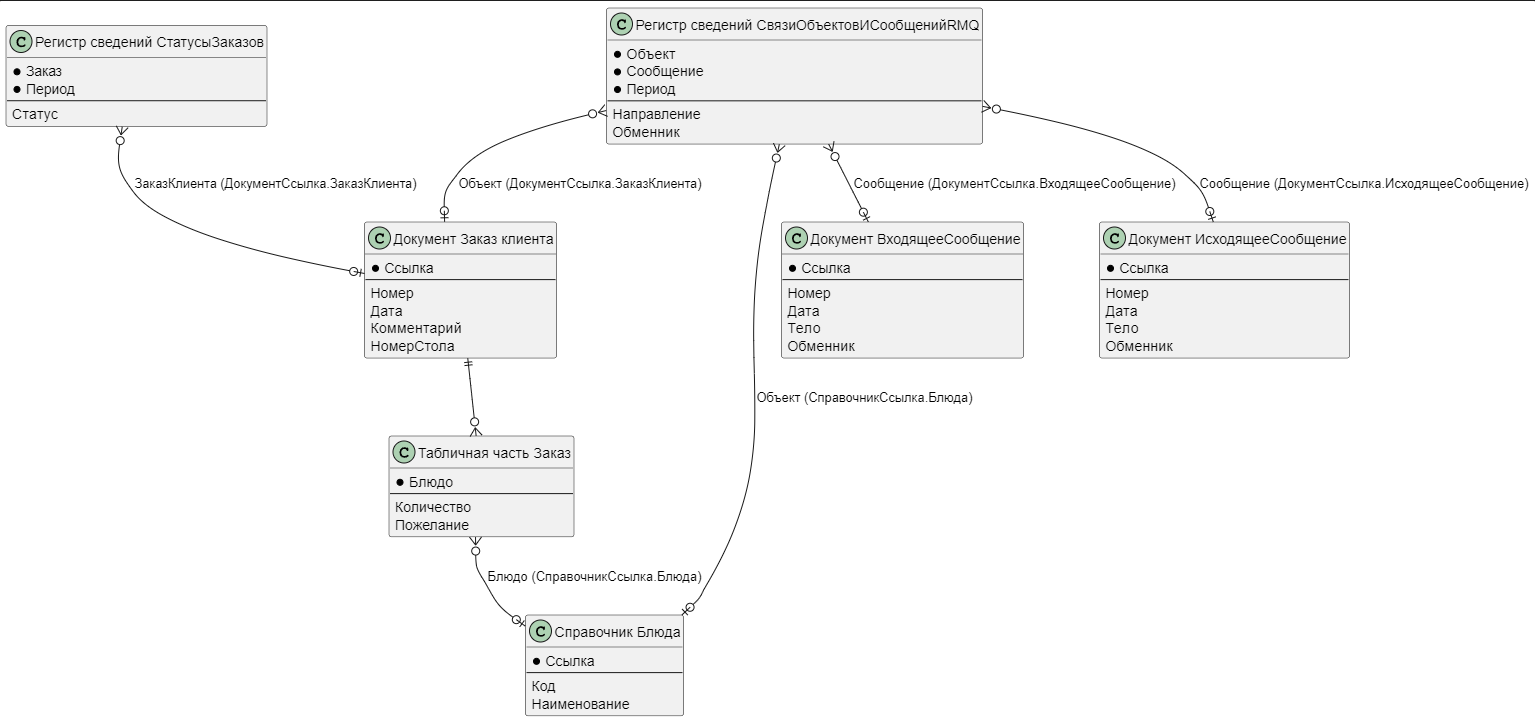 C Регистр сведений СтатусыЗаказов
Заказ
Период
Статус
C Регистр сведений СвязиОбъектовИСообщенийRMQ
Объект
Сообщение
Период
Направление
Обменник
ЗаказКлиента (ДокументСсылка.ЗаказКлиента)
Объект (ДокументСсылка.ЗаказКлиента)
Сообщение (ДокументСсылка.ВходящееСообщение)
Сообщение (ДокументСсылка.ИсходящееСообщение)
C Документ Заказ клиента
Ссылка
Номер
Дата
Комментарий
НомерСтола
C Документ ВходящееСообщение
Ссылка
Номер
Дата
Тело
Обменник
C Документ ИсходящееСообщение
Ссылка
Номер
Дата
Тело
Обменник
Объект (СправочникСсылка.Блюда)
C Табличная часть Заказ
Блюдо
Количество
Пожелание
Блюдо (СправочникСсылка.Блюда)
C Справочник Блюда
Ссылка
Код
Наименование